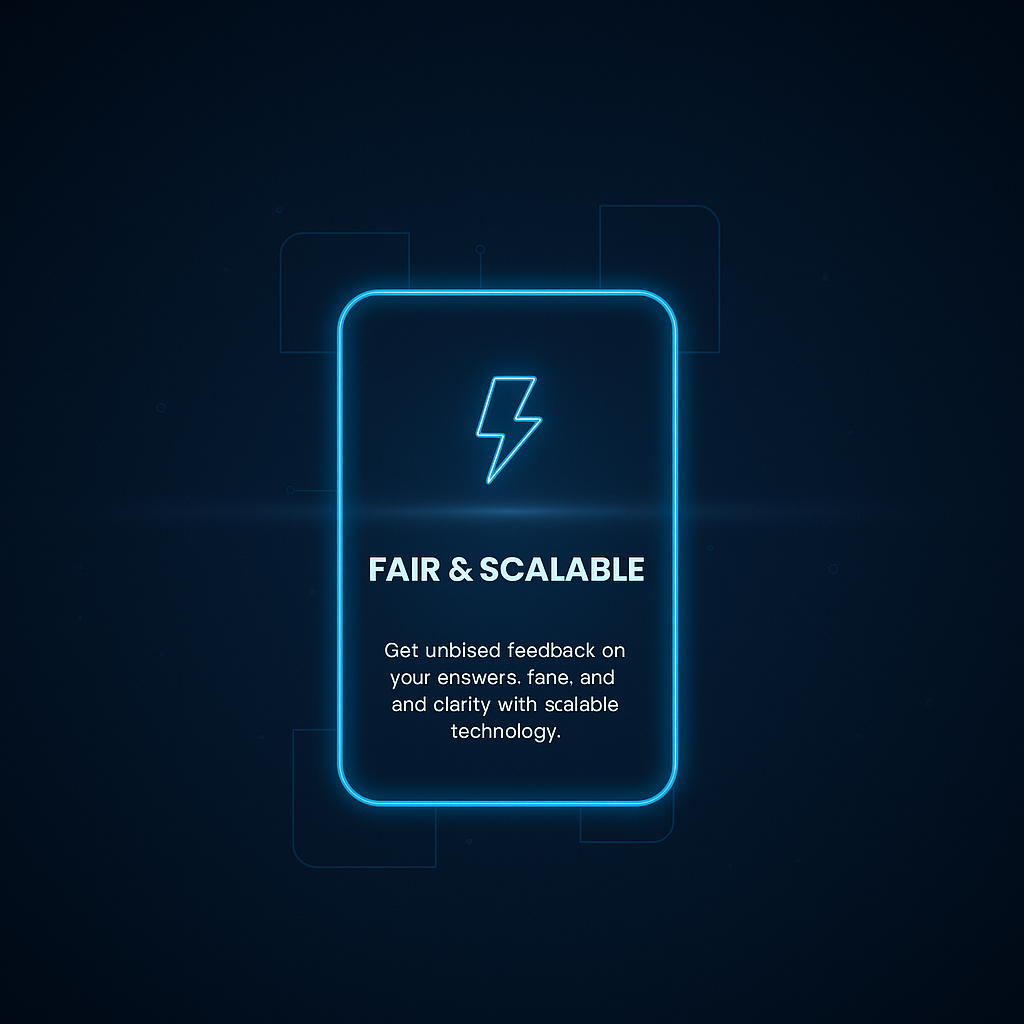 FAIR & SCALABLE
Get unbised feedback on
your enswers. fane, and
and clarity with scalable
technology.